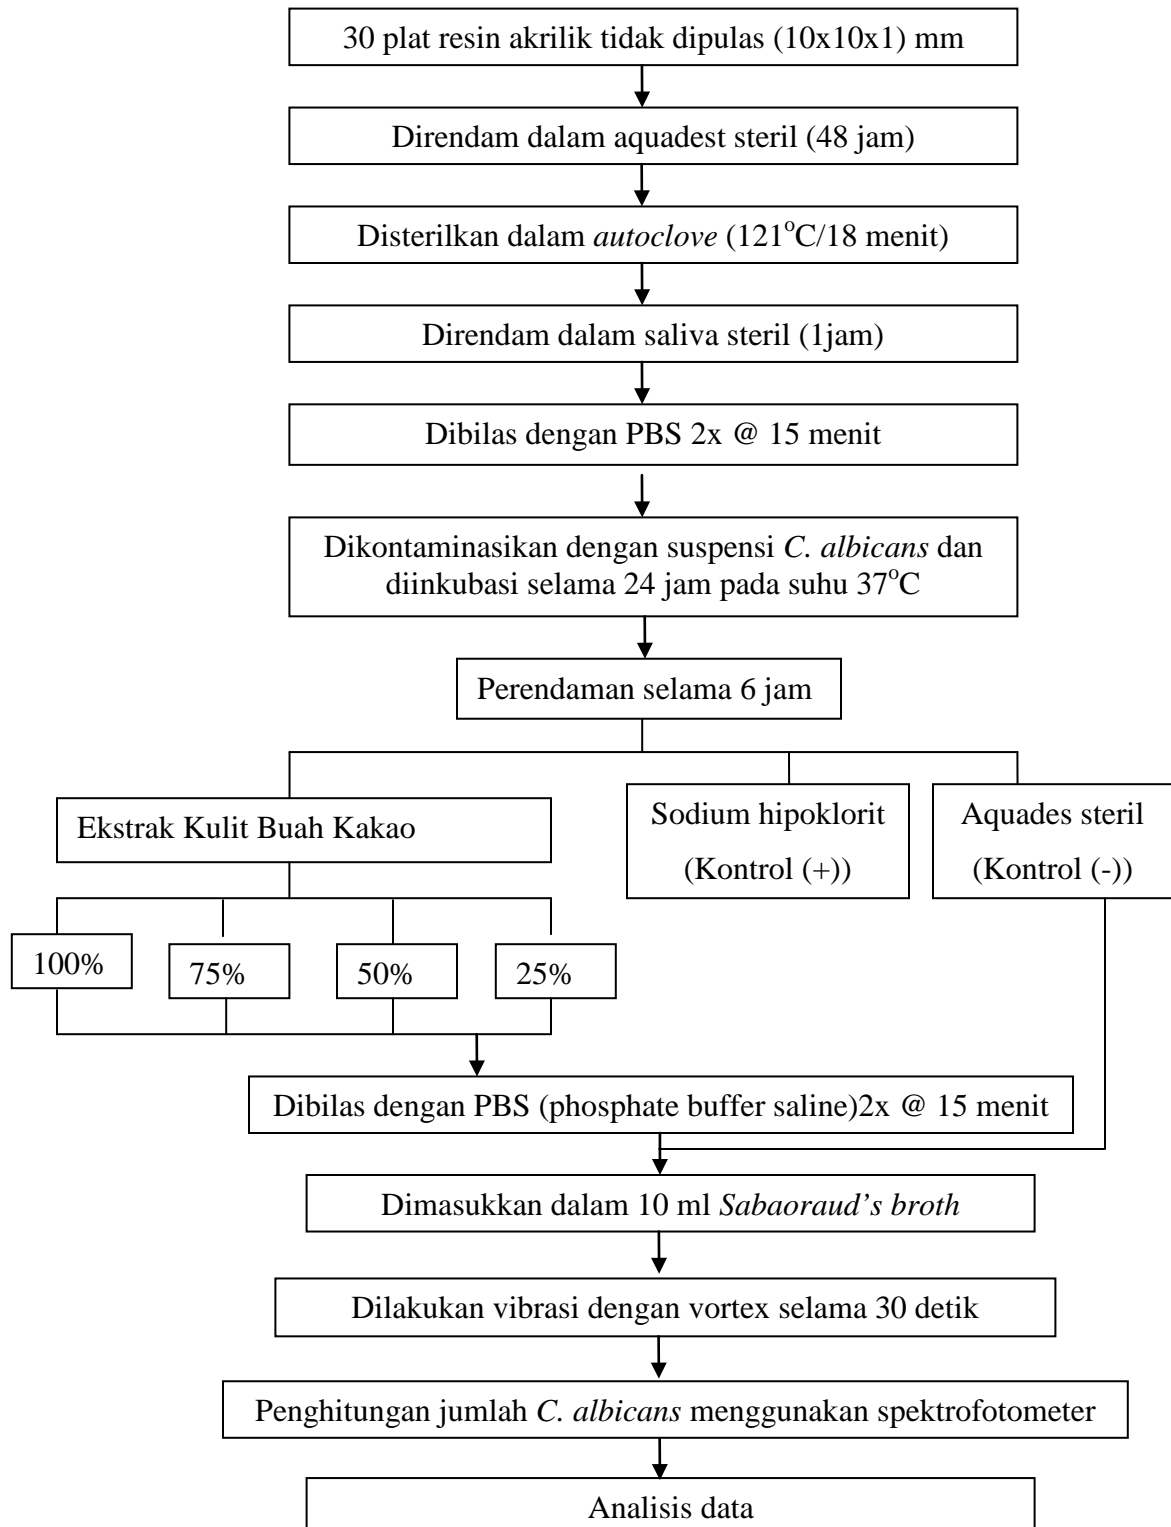 30 plat resin akrilik tidak dipulas (10x10x1) mm
Direndam dalam aquadest steril (48 jam)
Disterilkan dalam autoclove (121°C/18 menit)
Direndam dalam saliva steril (1jam)
Dibilas dengan PBS 2x @ 15 menit
Dikontaminasikan dengan suspensi C. albicans dan
diinkubasi selama 24 jam pada suhu 37°C
Perendaman selama 6 jam
Ekstrak Kulit Buah Kakao
Sodium hipoklorit
(Kontrol (+))
Aquades steril
(Kontrol (-))
100%
75%
50%
25%
Dibilas dengan PBS (phosphate buffer saline)2x @ 15 menit
Dimasukkan dalam 10 ml Sabaoraud’s broth
Dilakukan vibrasi dengan vortex selama 30 detik
Penghitungan jumlah C. albicans menggunakan spektrofotometer
Analisis data